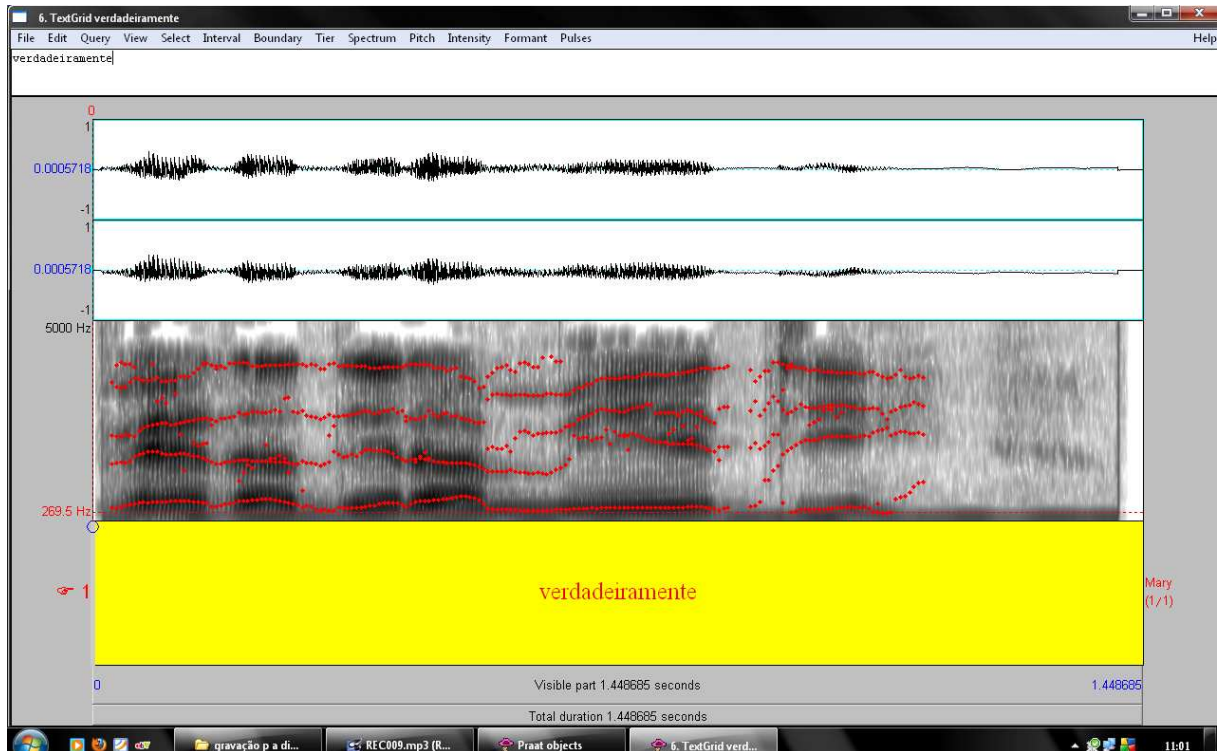 6. TextGrid verdadeiramente
File Edit Query View Select Interval Boundary Tier Spectrum Pitch Intensity Formant Pulses Help
verdadeiramente
0
1
0.0005718
-1
1
0.0005718
-1
5000 Hz
269.5 Hz
1
verdadeiramente
Mary
(1/1)
0 Visible part 1.448685 seconds 1.448685
Total duration 1.448685 seconds
gravação p a di... REC009.mp3 (R... Praat objects 6. TextGrid verd... 11:01